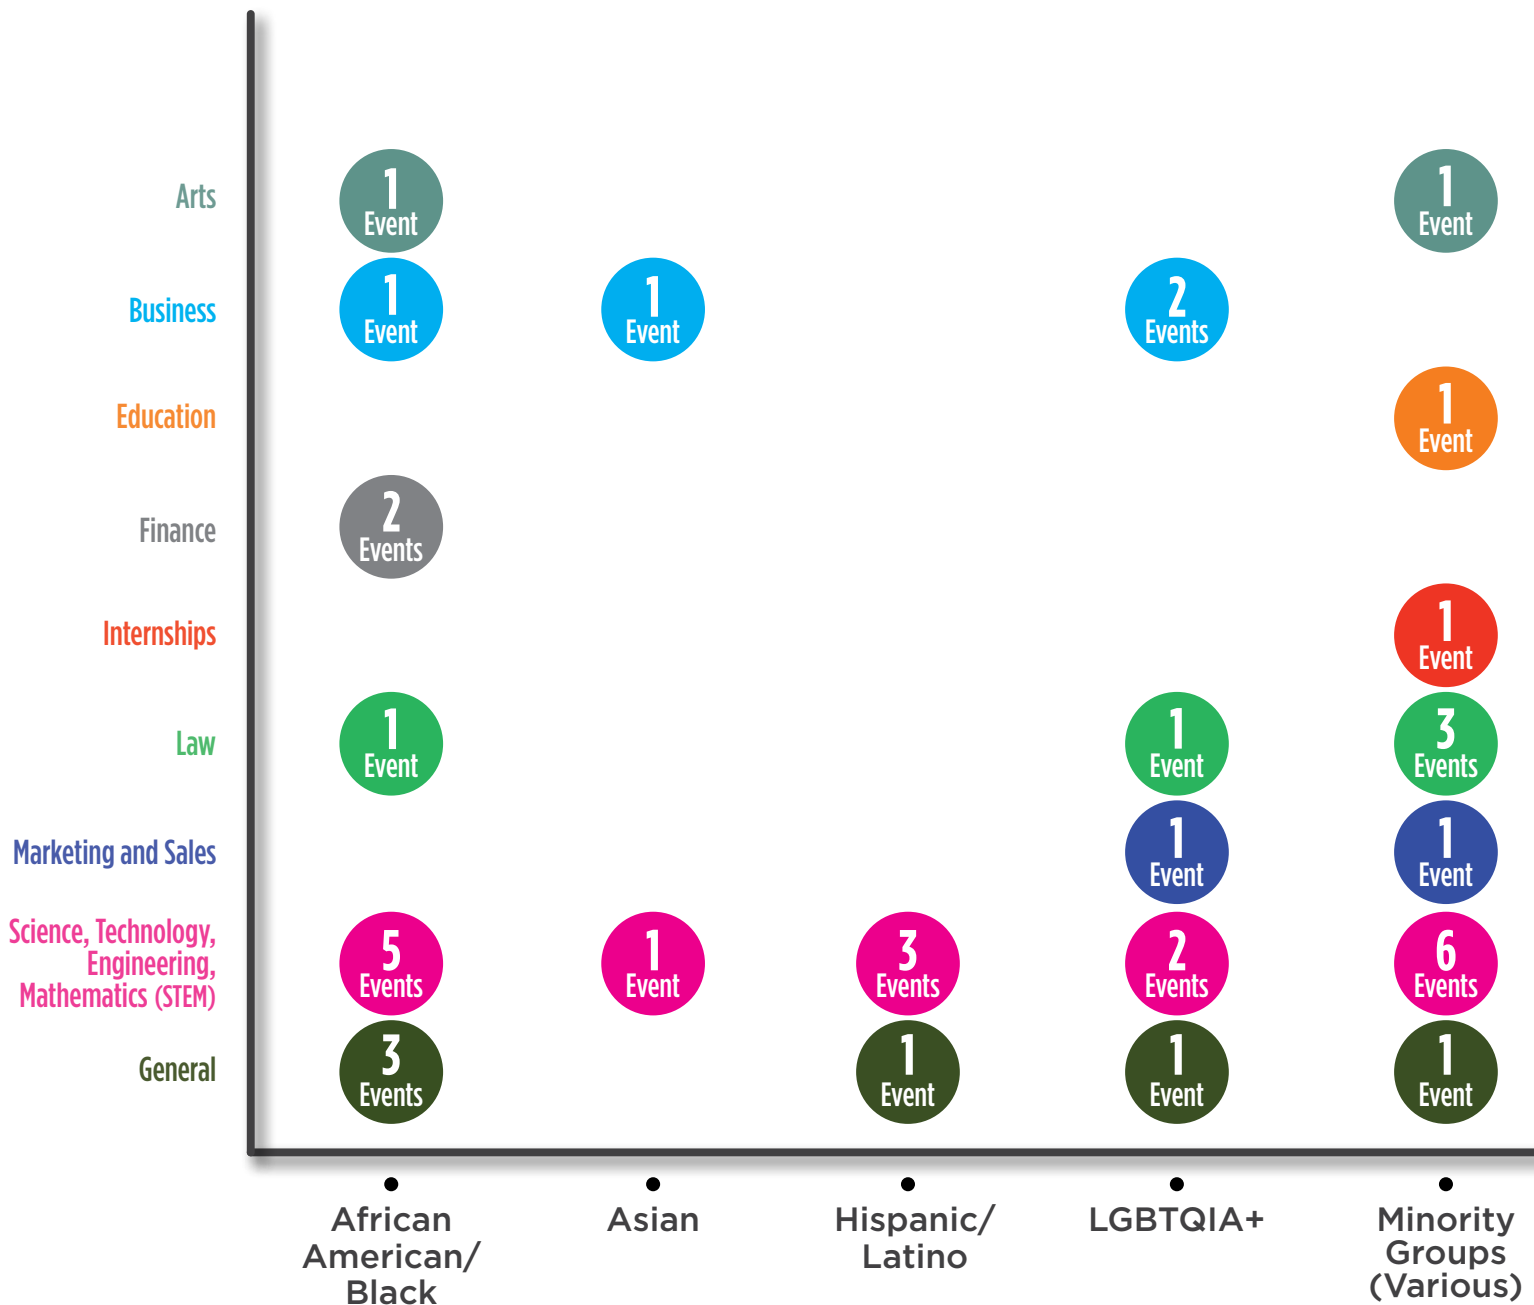 Arts
1
Event
1
Event
Business
1
Event
1
Event
2
Events
Education
1
Event
Finance
2
Events
Internships
1
Event
Law
1
Event
1
Event
3
Events
Marketing and Sales
1
Event
1
Event
Science, Technology,
Engineering,
Mathematics (STEM)
5
Events
1
Event
3
Events
2
Events
6
Events
General
3
Events
1
Event
1
Event
1
Event
African
American/
Black
Asian
Hispanic/
Latino
LGBTQIA+
Minority
Groups
(Various)